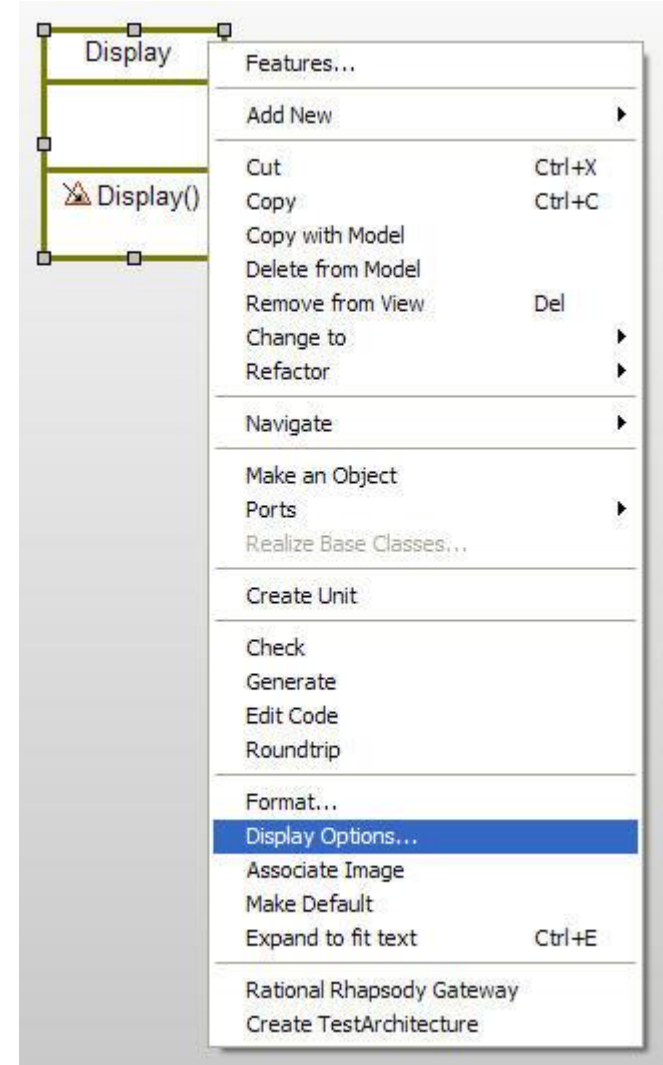 Display
Display()
Features...
Add New
Cut Ctrl+X
Copy Ctrl+C
Copy with Model
Delete from Model
Remove from View Del
Change to
Refactor
Navigate
Make an Object
Ports
Realize Base Classes...
Create Unit
Check
Generate
Edit Code
Roundtrip
Format...
Display Options...
Associate Image
Make Default
Expand to fit text Ctrl+E
Rational Rhapsody Gateway
Create TestArchitecture